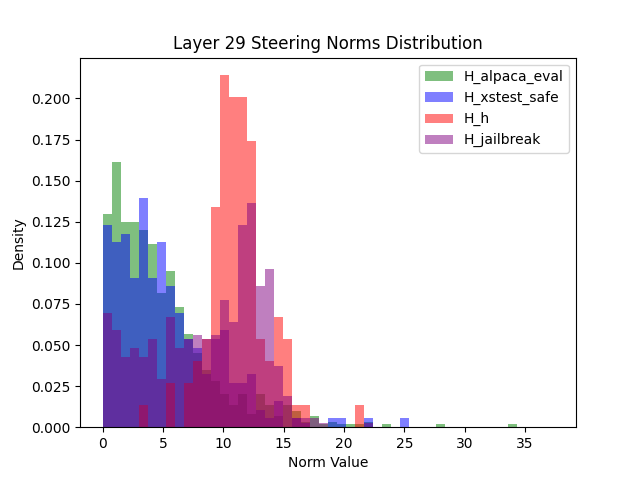 Layer 29 Steering Norms Distribution
H_alpaca_eval
H_xstest_safe
H_h
H_jailbreak
Density
0.200
0.175
0.150
0.125
0.100
0.075
0.050
0.025
0.000
0 5 10 15 20 25 30 35
Norm Value